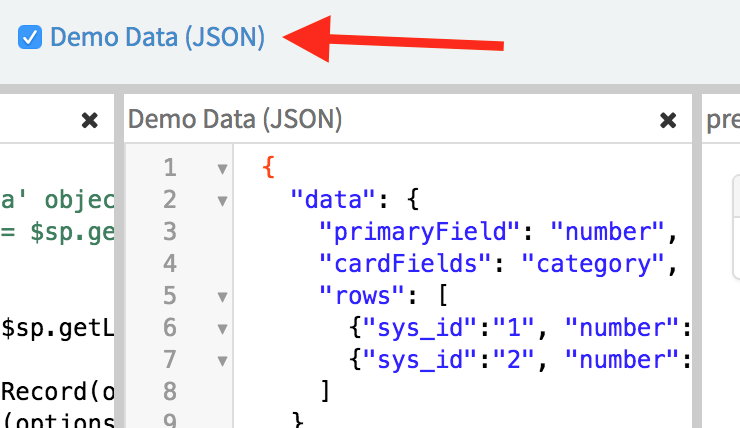 Demo Data (JSON)
a' objec
= $sp.ge
$sp.getL
Record(o
(options
Demo Data (JSON)
1 {
2 "data": {
3 "primaryField": "number",
4 "cardFields": "category",
5 "rows": [
6 {"sys_id":"1", "number":
7 {"sys_id":"2", "number":
8 ]
9 }
pre